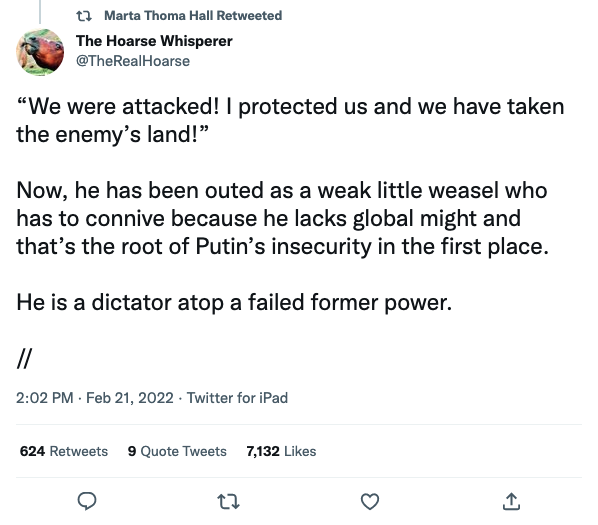 Marta Thoma Hall Retweeted
The Hoarse Whisperer
@TheRealHoarse
“We were attacked! I protected us and we have taken
the enemy’s land!”
Now, he has been outed as a weak little weasel who
has to connive because he lacks global might and
that’s the root of Putin’s insecurity in the first place.
He is a dictator atop a failed former power.
//
2:02 PM · Feb 21, 2022 · Twitter for iPad
624 Retweets 9 Quote Tweets 7,132 Likes